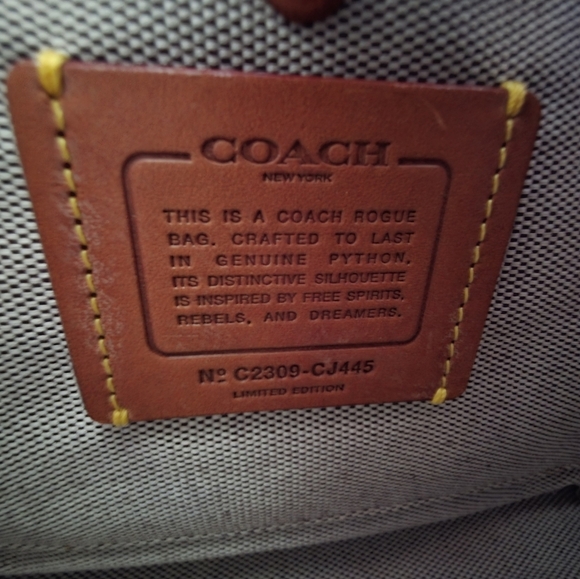 COACH
NEW YORK
THIS IS A COACH ROGUE
BAG, CRAFTED TO LAST
IN GENUINE PYTHON,
ITS DISTINCTIVE SILHOUETTE
IS INSPIRED BY FREE SPIRITS,
REBELS, AND DREAMERS.
Nº C2309-CJ445
LIMITED EDITION